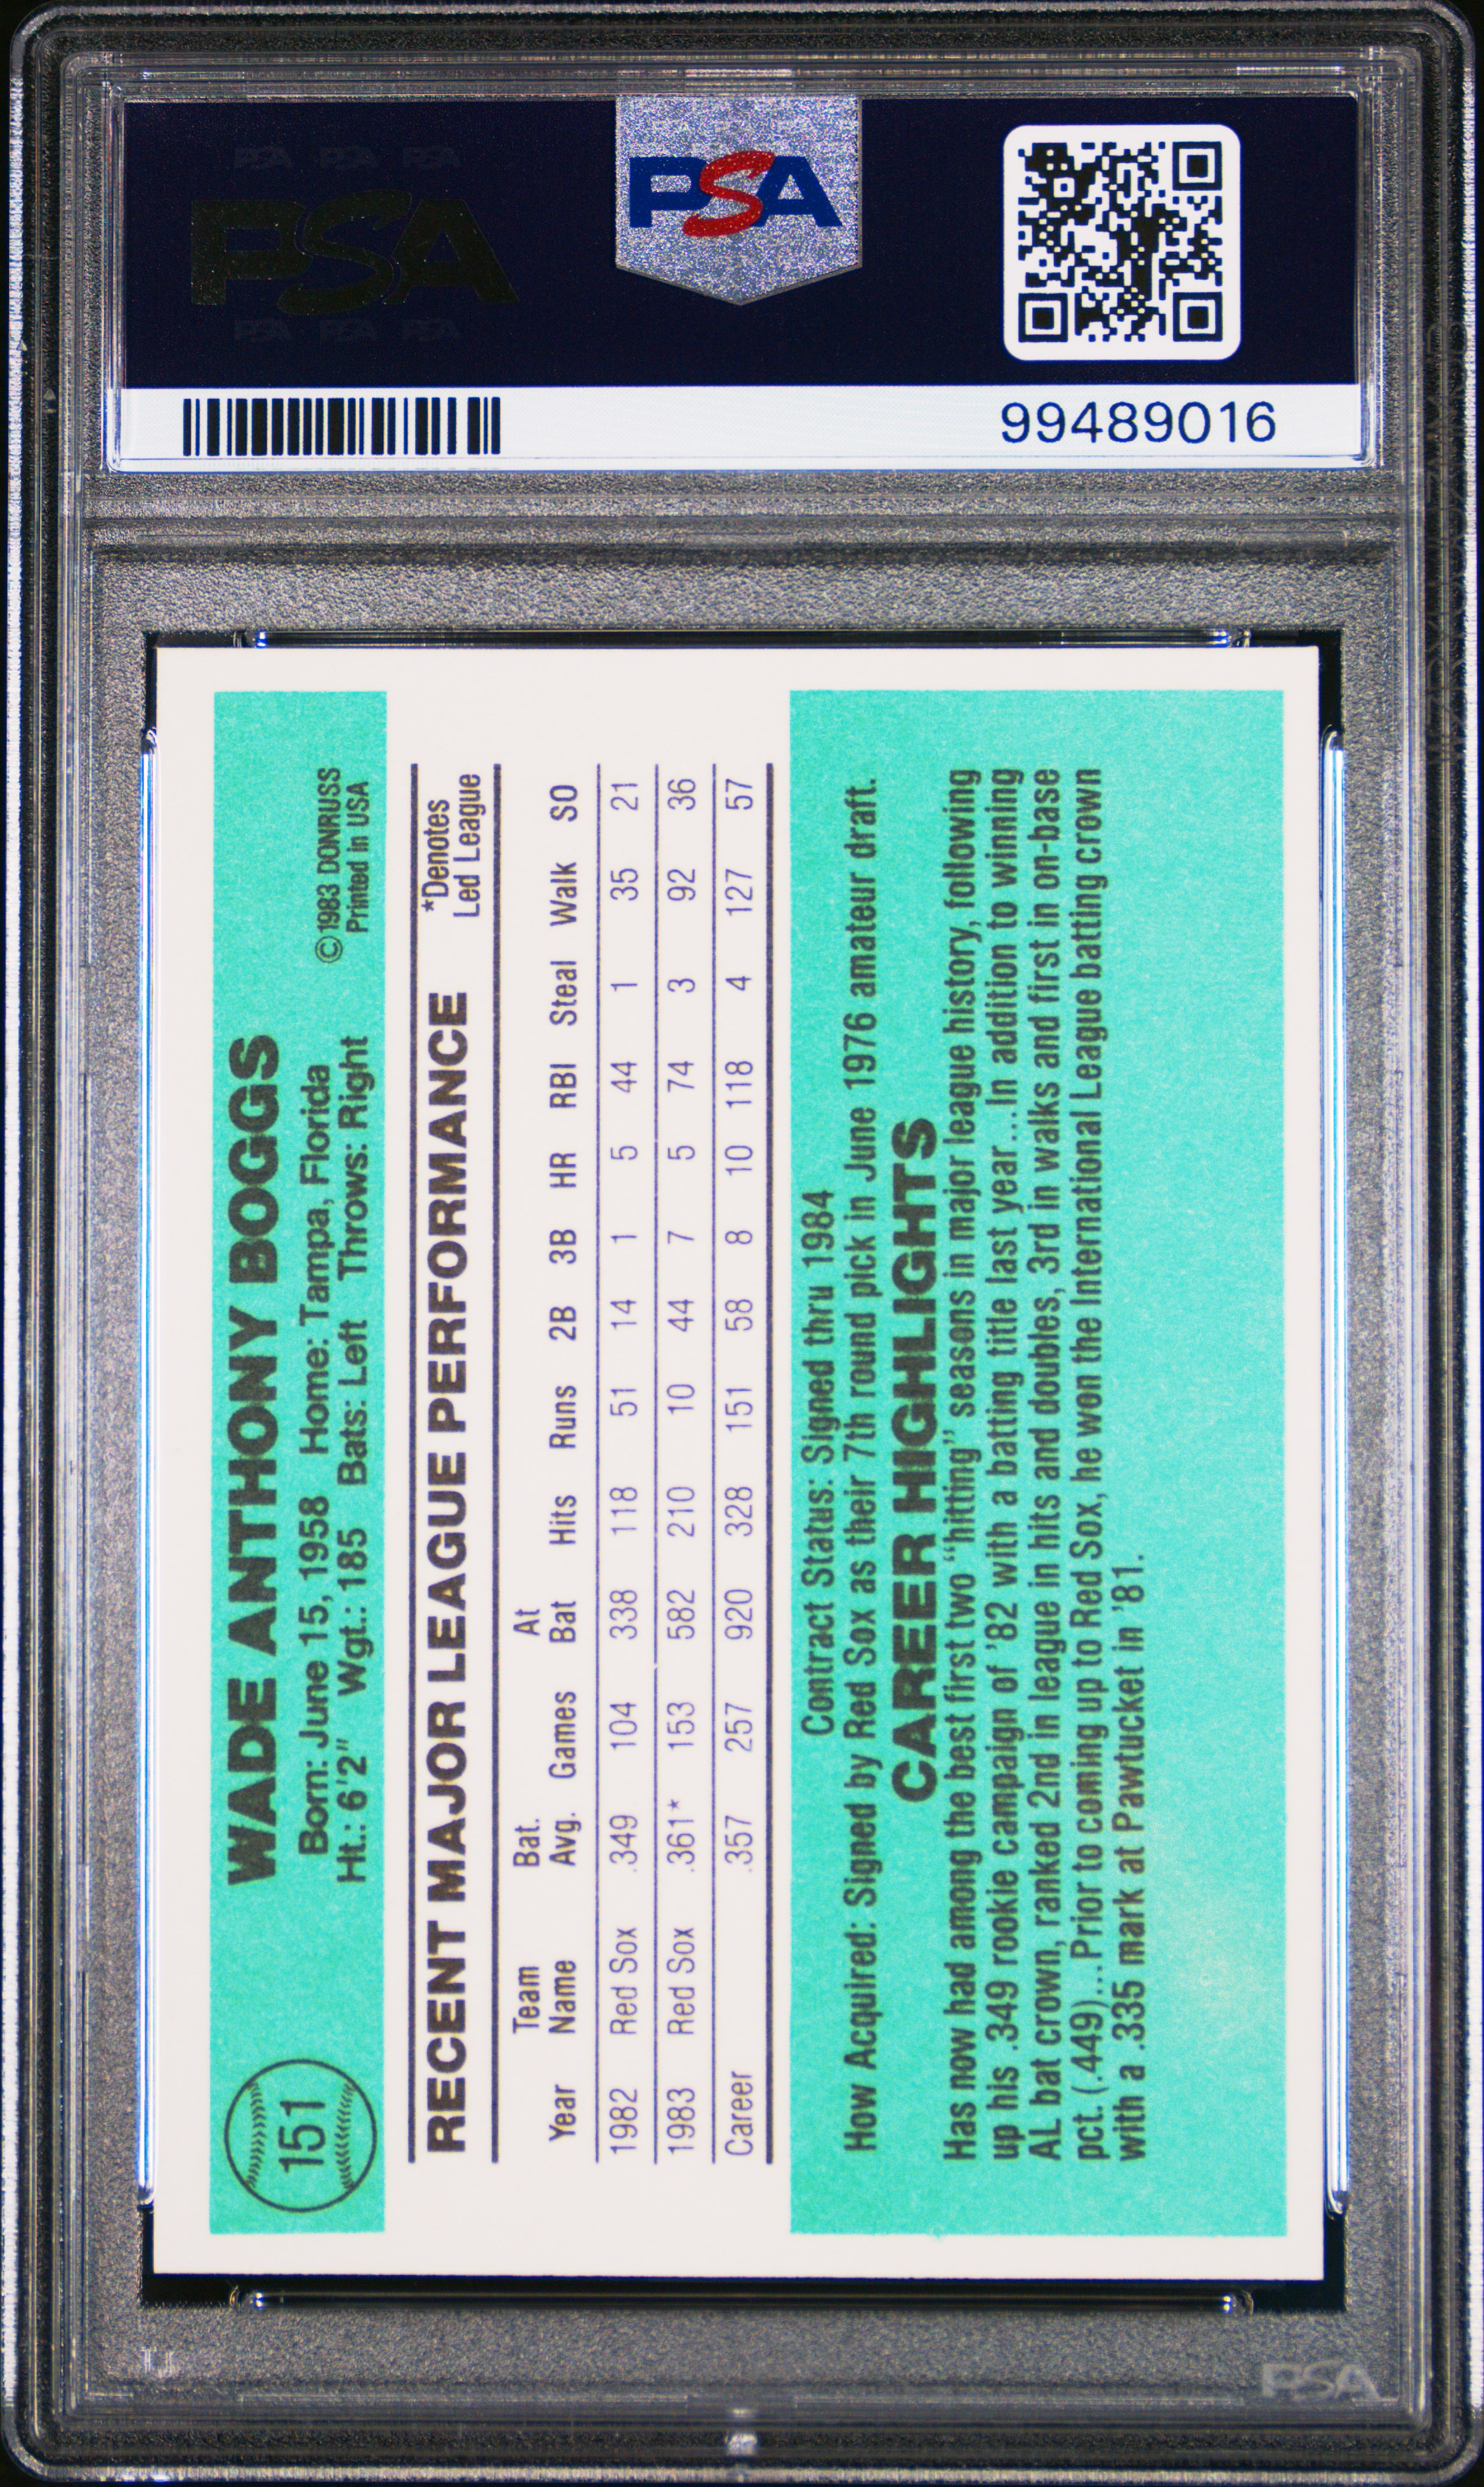 PSA PSA PSA
PSA
PSA PSA PSA
PSA
99489016
151
WADE ANTHONY BOGGS
Born: June 15, 1958 Home: Tampa, Florida ©1983 DONRUSS
Ht.: 6'2" Wgt.: 185 Bats: Left Throws: Right Printed in USA
RECENT MAJOR LEAGUE PERFORMANCE
*Denotes
Led League
Year Team Name Bat. Avg. Games At Bat Hits Runs 2B 3B HR RBI Steal Walk SO
1982 Red Sox .349 104 338 118 51 14 1 5 44 1 35 21
1983 Red Sox .361* 153 582 210 10 44 7 5 74 3 92 36
Career .357 257 920 328 151 58 8 10 118 4 127 57
Contract Status: Signed thru 1984
How Acquired: Signed by Red Sox as their 7th round pick in June 1976 amateur draft.
CAREER HIGHLIGHTS
Has now had among the best first two "hitting" seasons in major league history, following
up his .349 rookie campaign of '82 with a batting title last year...In addition to winning
AL bat crown, ranked 2nd in league in hits and doubles, 3rd in walks and first in on-base
pct. (.449)...Prior to coming up to Red Sox, he won the International League batting crown
with a .335 mark at Pawtucket in '81.
PSA